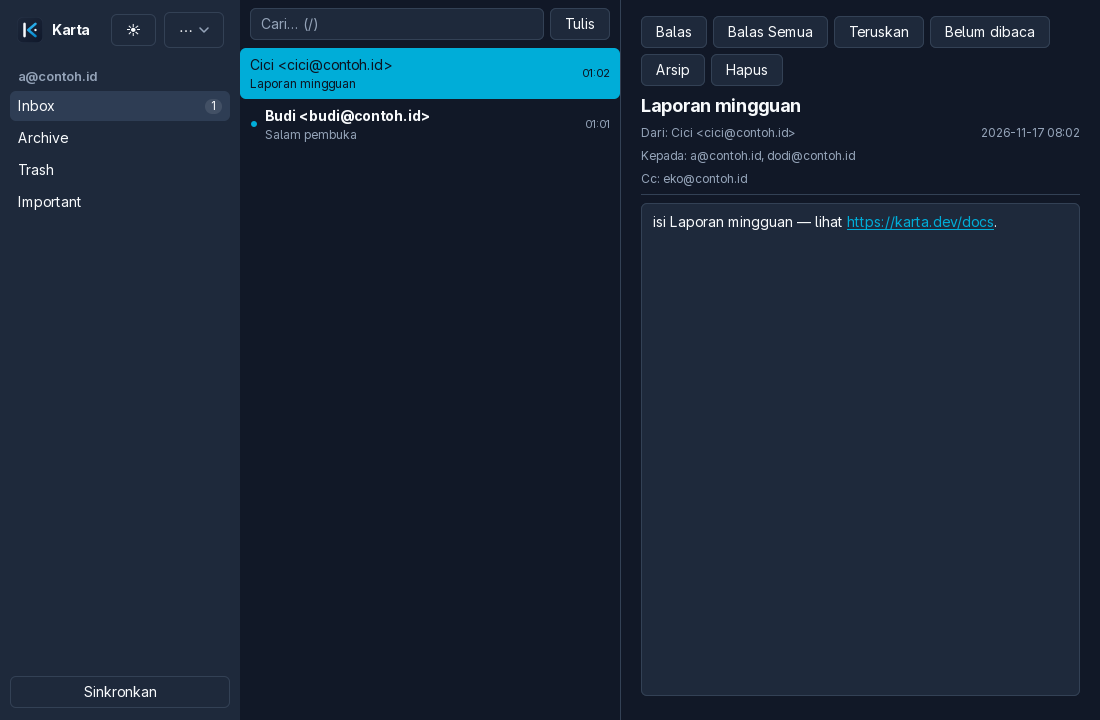 Karta
☀
...
a@contoh.id
Inbox 1
Archive
Trash
Important
Sinkronkan
Cari... (/)
Tulis
Cici <cici@contoh.id>
01:02
Laporan mingguan
Budi <budi@contoh.id>
01:01
Salam pembuka
Balas
Balas Semua
Teruskan
Belum dibaca
Arsip
Hapus
Laporan mingguan
Dari: Cici <cici@contoh.id> 2026-11-17 08:02
Kepada: a@contoh.id, dodi@contoh.id
Cc: eko@contoh.id
isi Laporan mingguan — lihat https://karta.dev/docs.